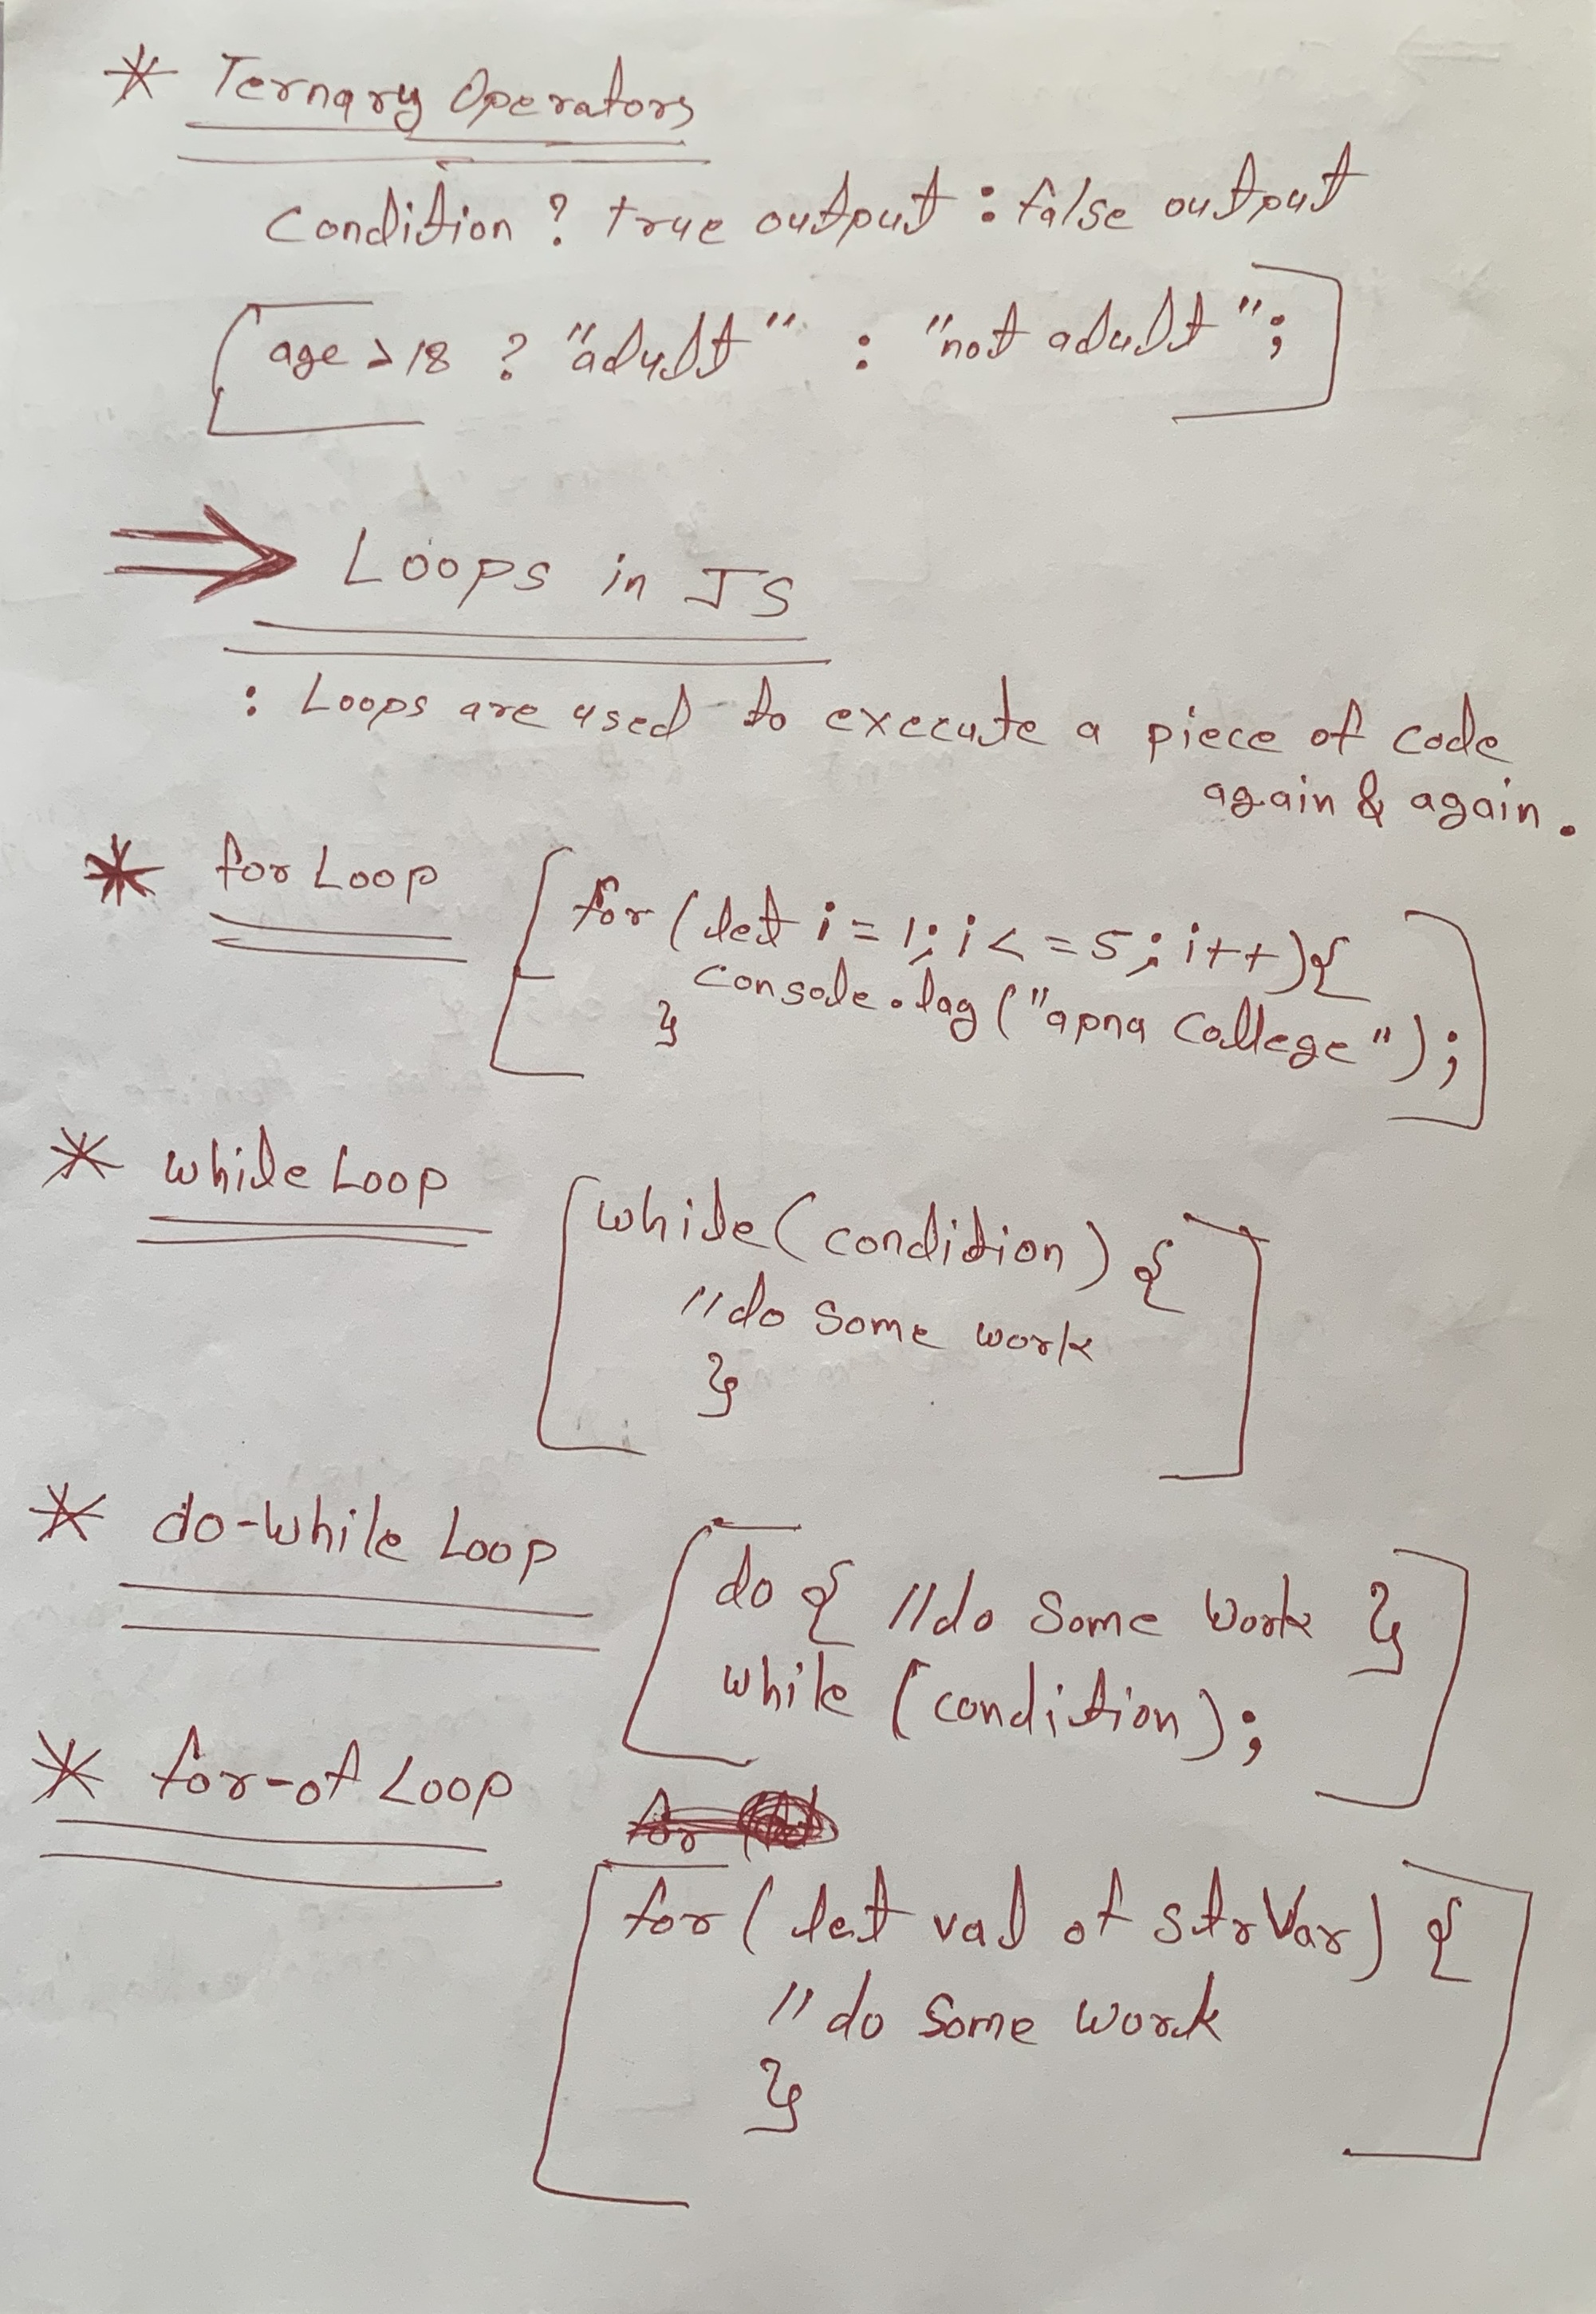 * Ternary Operators
Condition ? true output : false output
age > 18 ? "adult" : "not adult";
⇒ Loops in JS
: Loops are used to execute a piece of code
again & again.
* for Loop
for (let i = 1; i <= 5; i++){
console.log("apna College");
}
* while Loop
while (condition) {
//do some work
}
* do-while Loop
do { //do some work }
while (condition);
* for-of Loop
for (let val of strVar) {
//do some work
}